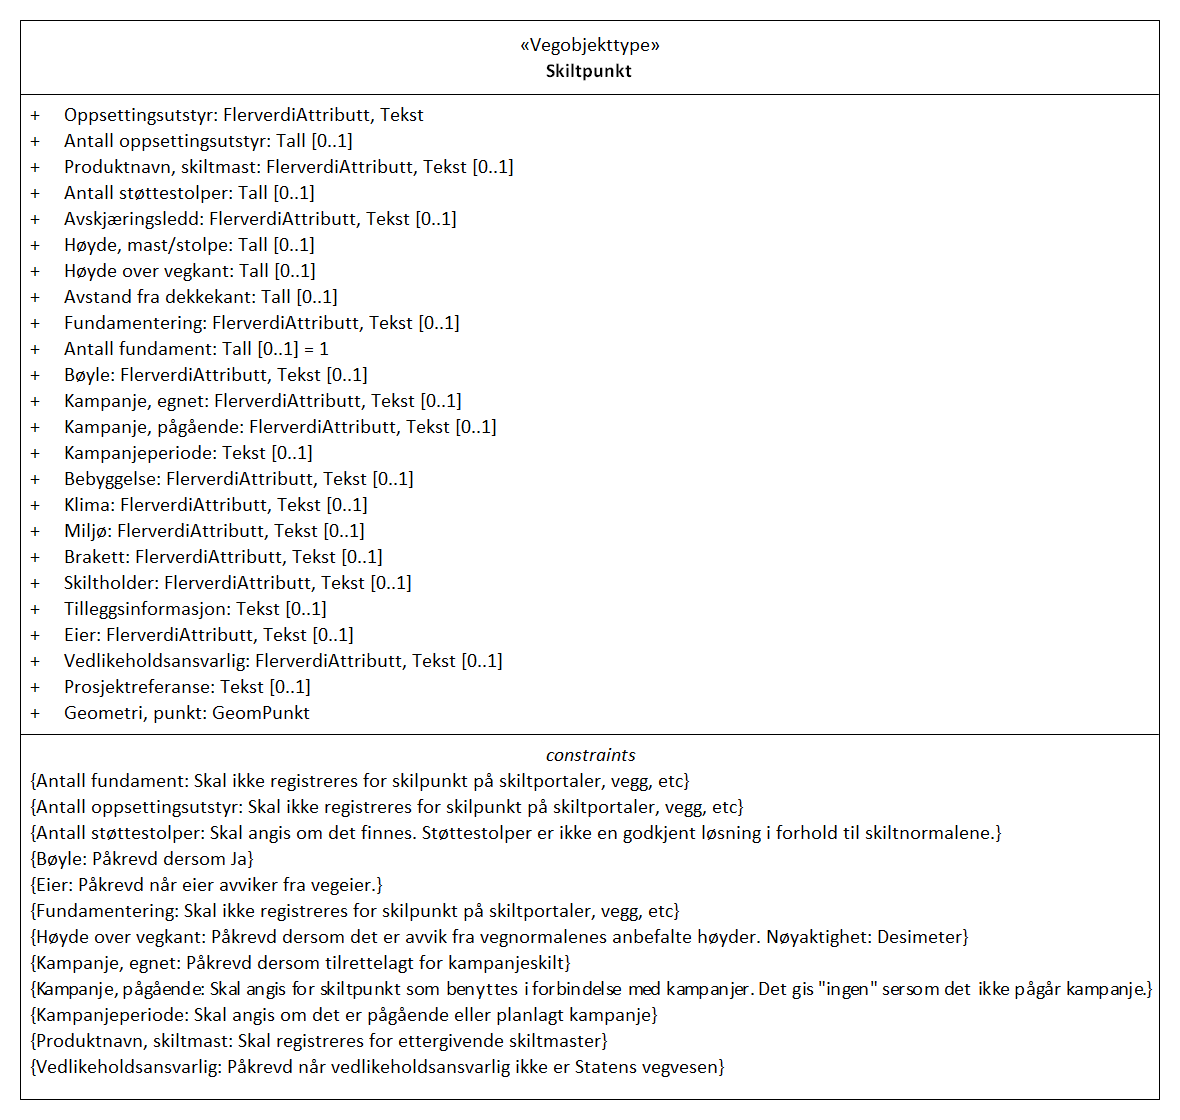 «Vegobjekttype»
Skiltpunkt
+ Oppsettingsutstyr: FlerverdiAttributt, Tekst
+ Antall oppsettingsutstyr: Tall [0..1]
+ Produktnavn, skiltmast: FlerverdiAttributt, Tekst [0..1]
+ Antall støttestolper: Tall [0..1]
+ Avskjæringsledd: FlerverdiAttributt, Tekst [0..1]
+ Høyde, mast/stolpe: Tall [0..1]
+ Høyde over vegkant: Tall [0..1]
+ Avstand fra dekkekant: Tall [0..1]
+ Fundamentering: FlerverdiAttributt, Tekst [0..1]
+ Antall fundament: Tall [0..1] = 1
+ Bøyle: FlerverdiAttributt, Tekst [0..1]
+ Kampanje, egnet: FlerverdiAttributt, Tekst [0..1]
+ Kampanje, pågående: FlerverdiAttributt, Tekst [0..1]
+ Kampanjeperiode: Tekst [0..1]
+ Bebyggelse: FlerverdiAttributt, Tekst [0..1]
+ Klima: FlerverdiAttributt, Tekst [0..1]
+ Miljø: FlerverdiAttributt, Tekst [0..1]
+ Brakett: FlerverdiAttributt, Tekst [0..1]
+ Skiltholder: FlerverdiAttributt, Tekst [0..1]
+ Tilleggsinformasjon: Tekst [0..1]
+ Eier: FlerverdiAttributt, Tekst [0..1]
+ Vedlikeholdsansvarlig: FlerverdiAttributt, Tekst [0..1]
+ Prosjektreferanse: Tekst [0..1]
+ Geometri, punkt: GeomPunkt
constraints
{Antall fundament: Skal ikke registreres for skilpunkt på skiltportaler, vegg, etc}
{Antall oppsettingsutstyr: Skal ikke registreres for skilpunkt på skiltportaler, vegg, etc}
{Antall støttestolper: Skal angis om det finnes. Støttestolper er ikke en godkjent løsning i forhold til skiltnormalene.}
{Bøyle: Påkrevd dersom Ja}
{Eier: Påkrevd når eier avviker fra vegeier.}
{Fundamentering: Skal ikke registreres for skilpunkt på skiltportaler, vegg, etc}
{Høyde over vegkant: Påkrevd dersom det er avvik fra vegnormalenes anbefalte høyder. Nøyaktighet: Desimeter}
{Kampanje, egnet: Påkrevd dersom tilrettelagt for kampanjeskilt}
{Kampanje, pågående: Skal angis for skiltpunkt som benyttes i forbindelse med kampanjer. Det gis "ingen" sersom det ikke pågår kampanje.}
{Kampanjeperiode: Skal angis om det er pågående eller planlagt kampanje}
{Produktnavn, skiltmast: Skal registreres for ettergivende skiltmaster}
{Vedlikeholdsansvarlig: Påkrevd når vedlikeholdsansvarlig ikke er Statens vegvesen}